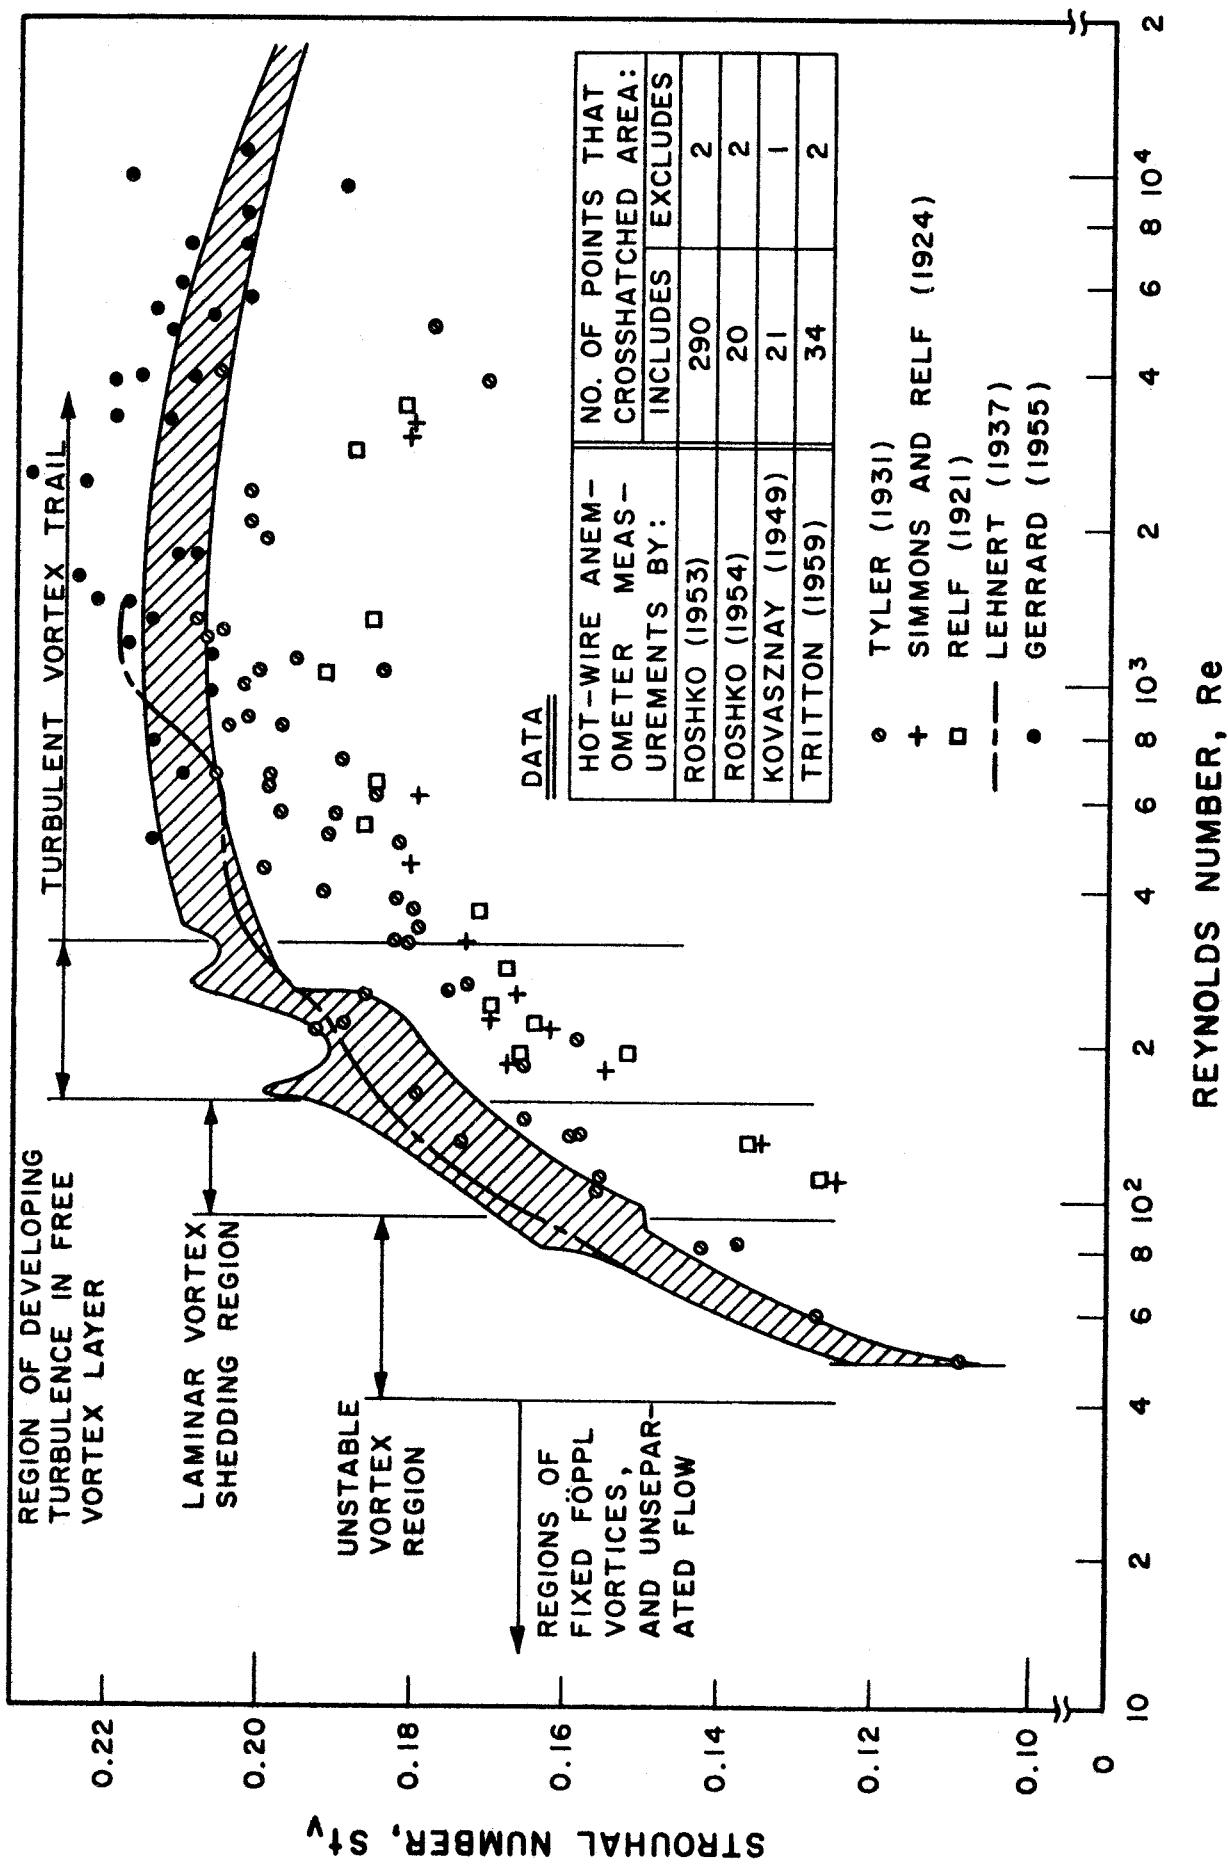 REGION OF DEVELOPING
TURBULENCE IN FREE
VORTEX LAYER
TURBULENT VORTEX TRAIL
LAMINAR VORTEX
SHEDDING REGION
UNSTABLE
VORTEX
REGION
REGIONS OF
FIXED FÖPPL
VORTICES,
AND UNSEPAR-
ATED FLOW
DATA
HOT-WIRE ANEM-
OMETER MEAS-
UREMENTS BY:
NO. OF POINTS THAT
CROSSHATCHED AREA:
INCLUDES EXCLUDES
ROSHKO (1953) 290 2
ROSHKO (1954) 20 2
KOVASZNAY (1949) 21 1
TRITTON (1959) 34 2
TYLER (1931)
SIMMONS AND RELF (1924)
RELF (1921)
LEHNERT (1937)
GERRARD (1955)
STROUHAL NUMBER, Stv
0.22
0.20
0.18
0.16
0.14
0.12
0.10
0
10 2 4 6 8 10² 2 4 6 8 10³ 2 4 6 8 10⁴ 2
REYNOLDS NUMBER, Re